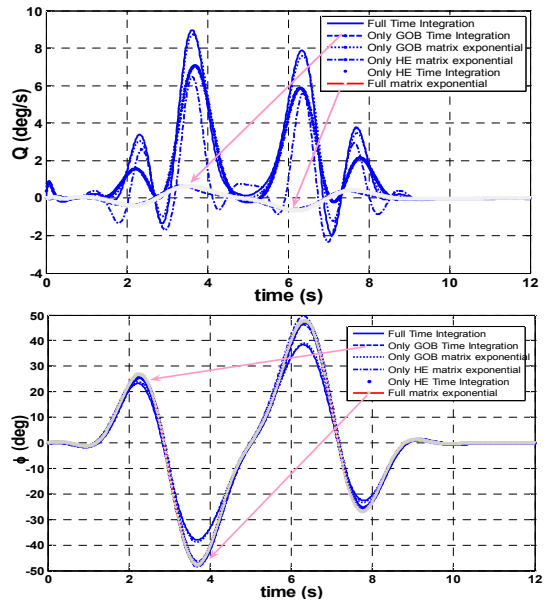 10
8
6
4
2
0
-2
-4
Q (deg/s)
Full Time Integration
Only GOB Time Integration
Only GOB matrix exponential
Only HE matrix exponential
Only HE Time Integration
Full matrix exponential
0 2 4 6 8 10 12
time (s)
50
40
30
20
10
0
-10
-20
-30
-40
-50
ϕ (deg)
Full Time Integration
Only GOB Time Integration
Only GOB matrix exponential
Only HE matrix exponential
Only HE Time Integration
Full matrix exponential
0 2 4 6 8 10 12
time (s)